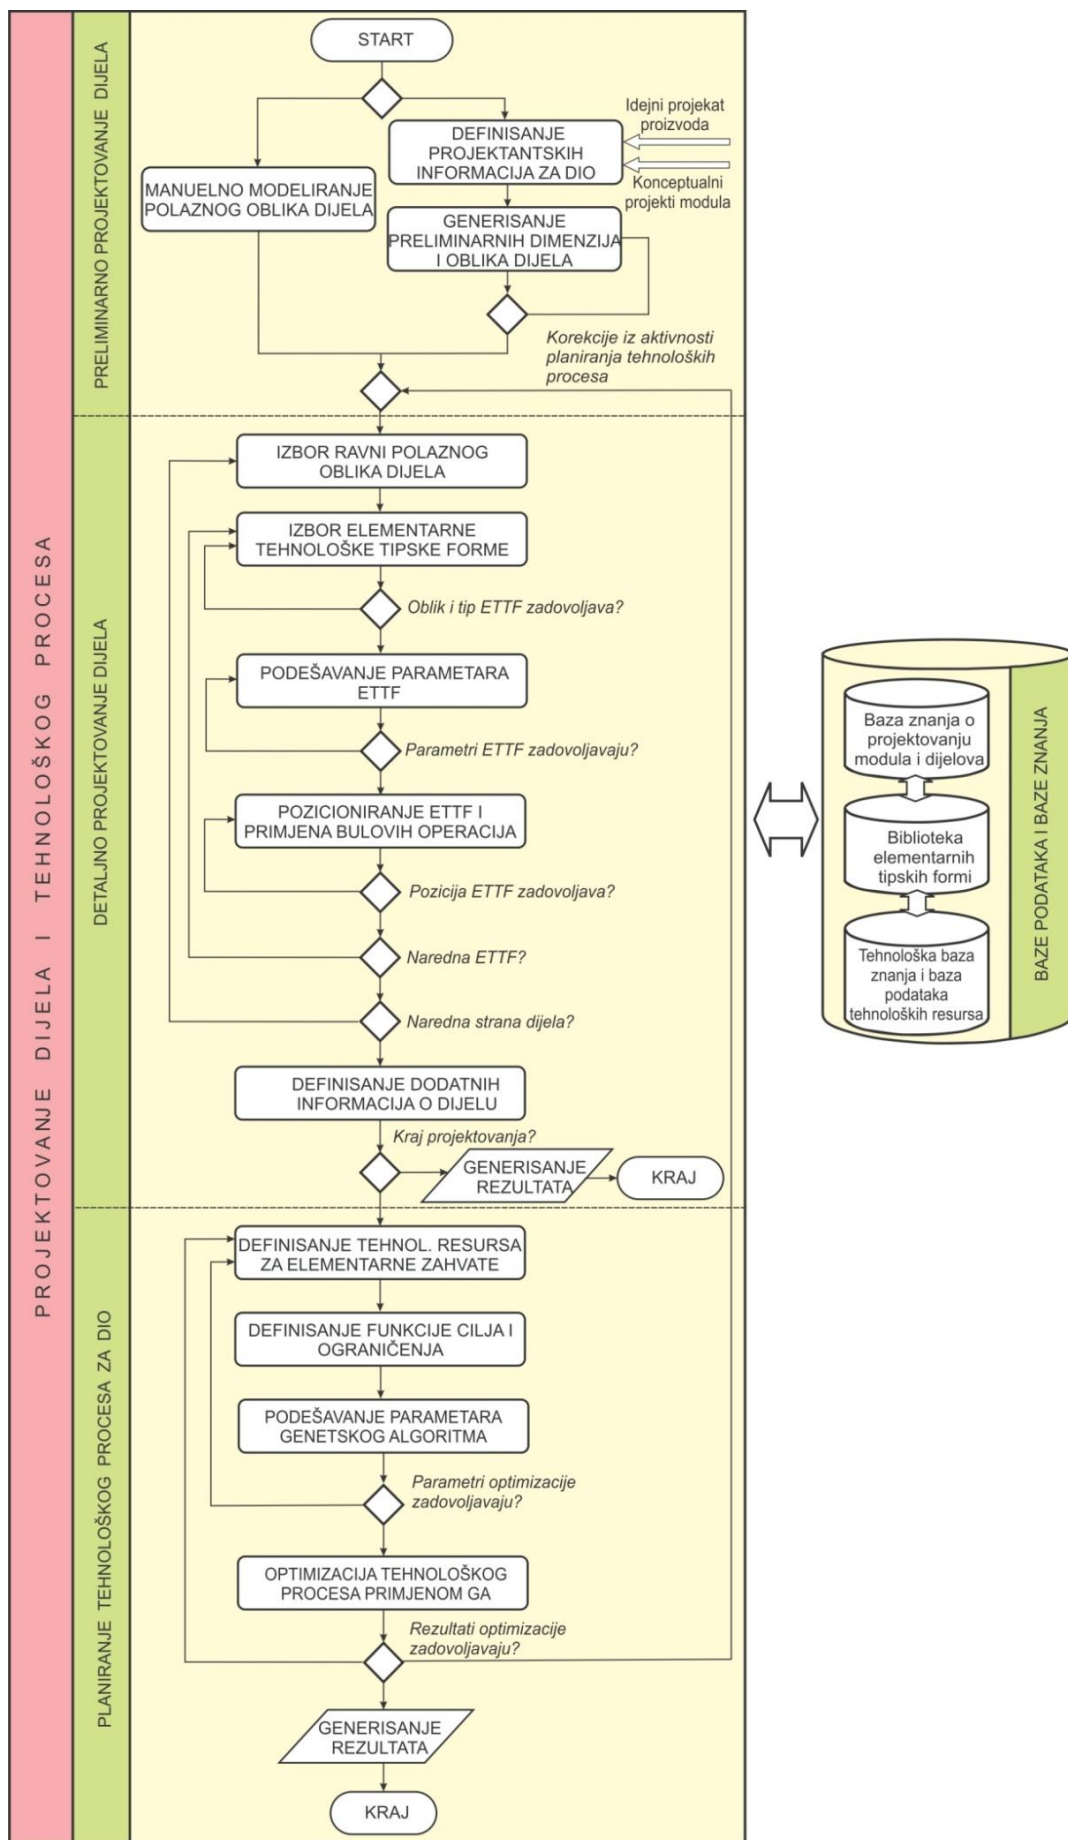 PROJEKTOVANJE DIJELA I TEHNOLOŠKOG PROCESA
PRELIMINARNO PROJEKTOVANJE DIJELA
START
Idejni projekat
proizvoda
DEFINISANJE
PROJEKTANTSKIH
INFORMACIJA ZA DIO
Konceptualni
projekti modula
MANUELNO MODELIRANJE
POLAZNOG OBLIKA DIJELA
GENERISANJE
PRELIMINARNIH DIMENZIJA
I OBLIKA DIJELA
Korekcije iz aktivnosti
planiranja tehnoloških
procesa
DETALJNO PROJEKTOVANJE DIJELA
IZBOR RAVNI POLAZNOG
OBLIKA DIJELA
IZBOR ELEMENTARNE
TEHNOLOŠKE TIPSKE FORME
Oblik i tip ETTF zadovoljava?
PODEŠAVANJE PARAMETARA
ETTF
Parametri ETTF zadovoljavaju?
POZICIONIRANJE ETTF I
PRIMJENA BULOVIH OPERACIJA
Pozicija ETTF zadovoljava?
Naredna ETTF?
Naredna strana dijela?
DEFINISANJE DODATNIH
INFORMACIJA O DIJELU
Kraj projektovanja?
GENERISANJE
REZULTATA
KRAJ
PLANIRANJE TEHNOLOŠKOG PROCESA ZA DIO
DEFINISANJE TEHNOL. RESURSA
ZA ELEMENTARNE ZAHVATE
DEFINISANJE FUNKCIJE CILJA I
OGRANIČENJA
PODEŠAVANJE PARAMETARA
GENETSKOG ALGORITMA
Parametri optimizacije
zadovoljavaju?
OPTIMIZACIJA TEHNOLOŠKOG
PROCESA PRIMJENOM GA
Rezultati optimizacije
zadovoljavaju?
GENERISANJE
REZULTATA
KRAJ
Baza znanja o
projektovanju
modula i dijelova
Biblioteka
elementarnih
tipskih formi
Tehnološka baza
znanja i baza
podataka
tehnoloških resursa
BAZE PODATAKA I BAZE ZNANJA